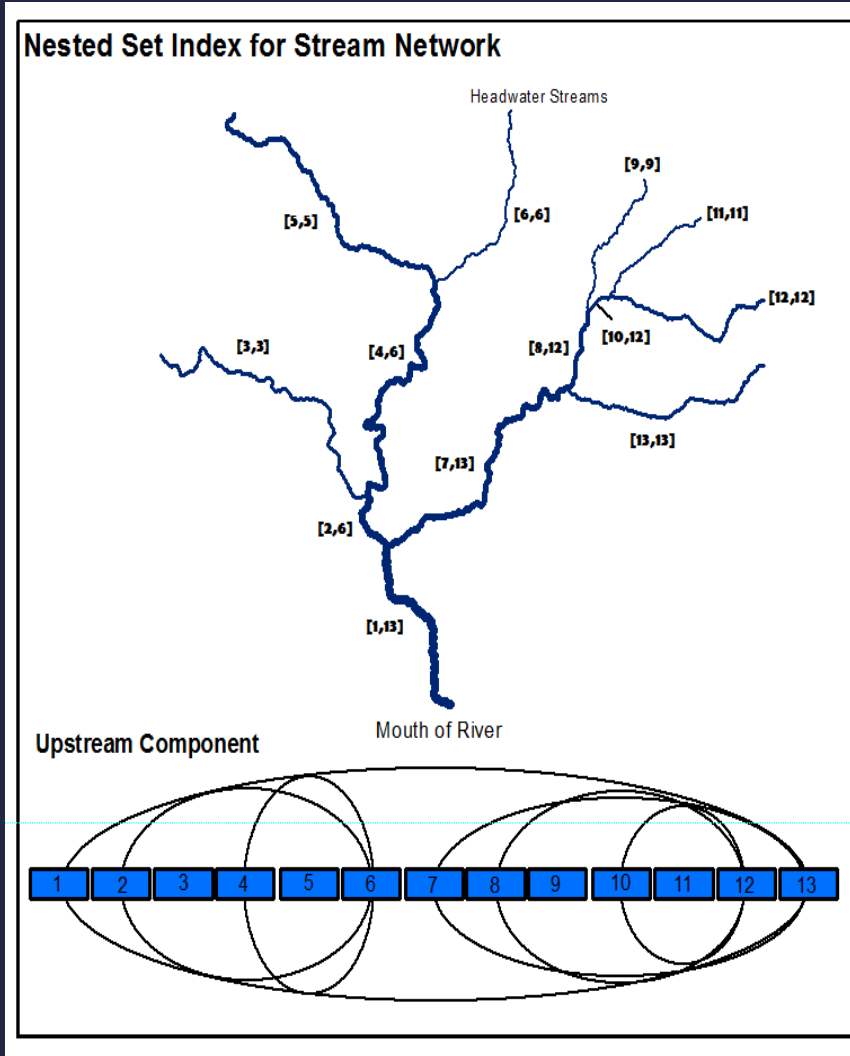 Nested Set Index for Stream Network
Headwater Streams
[9,9]
[5,5]
[6,6]
[11,11]
[12,12]
[3,3]
[4,6]
[8,12]
[10,12]
[13,13]
[7,13]
[2,6]
[1,13]
Mouth of River
Upstream Component
1 2 3 4 5 6 7 8 9 10 11 12 13